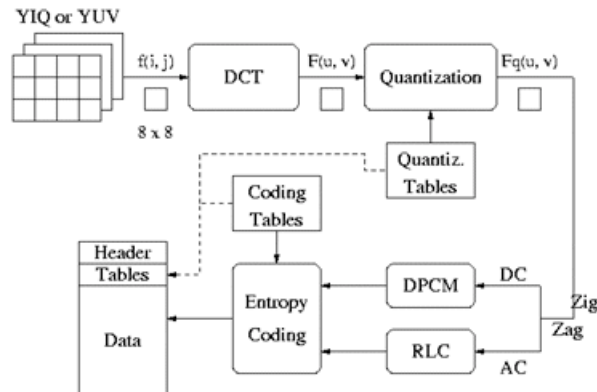 YIQ or YUV
f(i, j)
8 x 8
DCT
F(u, v)
Quantization
Fq(u, v)
Quantiz.
Tables
Coding
Tables
Header
Tables
Data
Entropy
Coding
DPCM
DC
RLC
AC
Zig
Zag